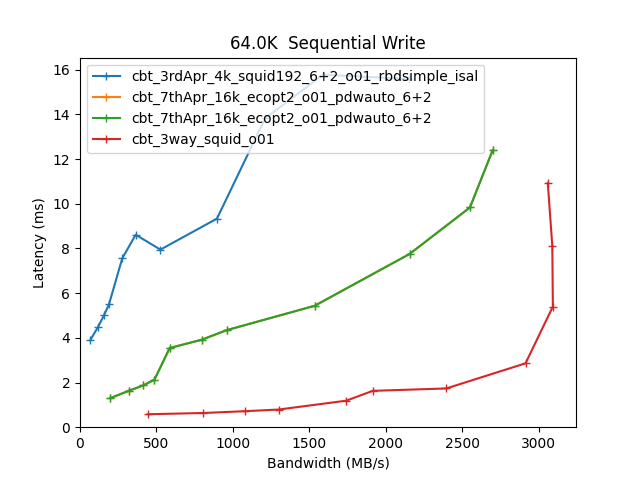 64.0K  Sequential Write
cbt_3rdApr_4k_squid192_6+2_o01_rbdsimple_isal
cbt_7thApr_16k_ecopt2_o01_pdwauto_6+2
cbt_7thApr_16k_ecopt2_o01_pdwauto_6+2
cbt_3way_squid_o01
Latency (ms)
16
14
12
10
8
6
4
2
0
0 500 1000 1500 2000 2500 3000
Bandwidth (MB/s)